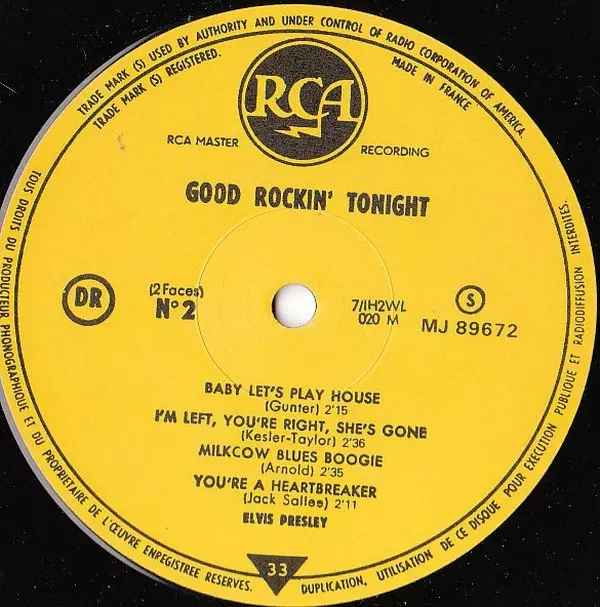 TRADE MARK (S) USED BY AUTHORITY AND UNDER CONTROL OF RADIO CORPORATION OF AMERICA.
TRADE MARK (S) REGISTERED.
MADE IN FRANCE
RCA
RCA MASTER
RECORDING
GOOD ROCKIN' TONIGHT
DR
(2 Faces)
N° 2
7/IH2WL
020 M
S
MJ 89672
BABY LET'S PLAY HOUSE
(Gunter) 2'15
I'M LEFT, YOU'RE RIGHT, SHE'S GONE
(Kesler-Taylor) 2'36
MILKCOW BLUES BOOGIE
(Arnold) 2'35
YOU'RE A HEARTBREAKER
(Jack Salles) 2'11
ELVIS PRESLEY
33
TOUS DROITS DU PRODUCTEUR PHONOGRAPHIQUE ET DU PROPRIETAIRE DE L'ŒUVRE ENREGISTREE RESERVES.
DUPLICATION, UTILISATION DE CE DISQUE POUR EXECUTION PUBLIQUE ET RADIODIFFUSION INTERDITES.